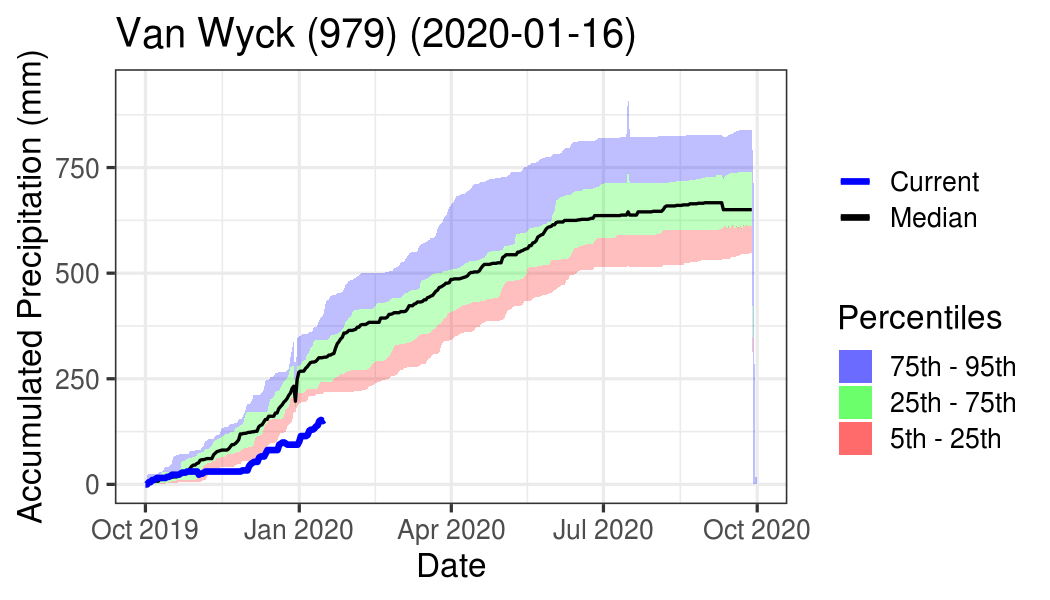 Van Wyck (979) (2020-01-16)
Accumulated Precipitation (mm)
750
500
250
0
Oct 2019
Jan 2020
Apr 2020
Jul 2020
Oct 2020
Date
Current
Median
Percentiles
75th - 95th
25th - 75th
5th - 25th